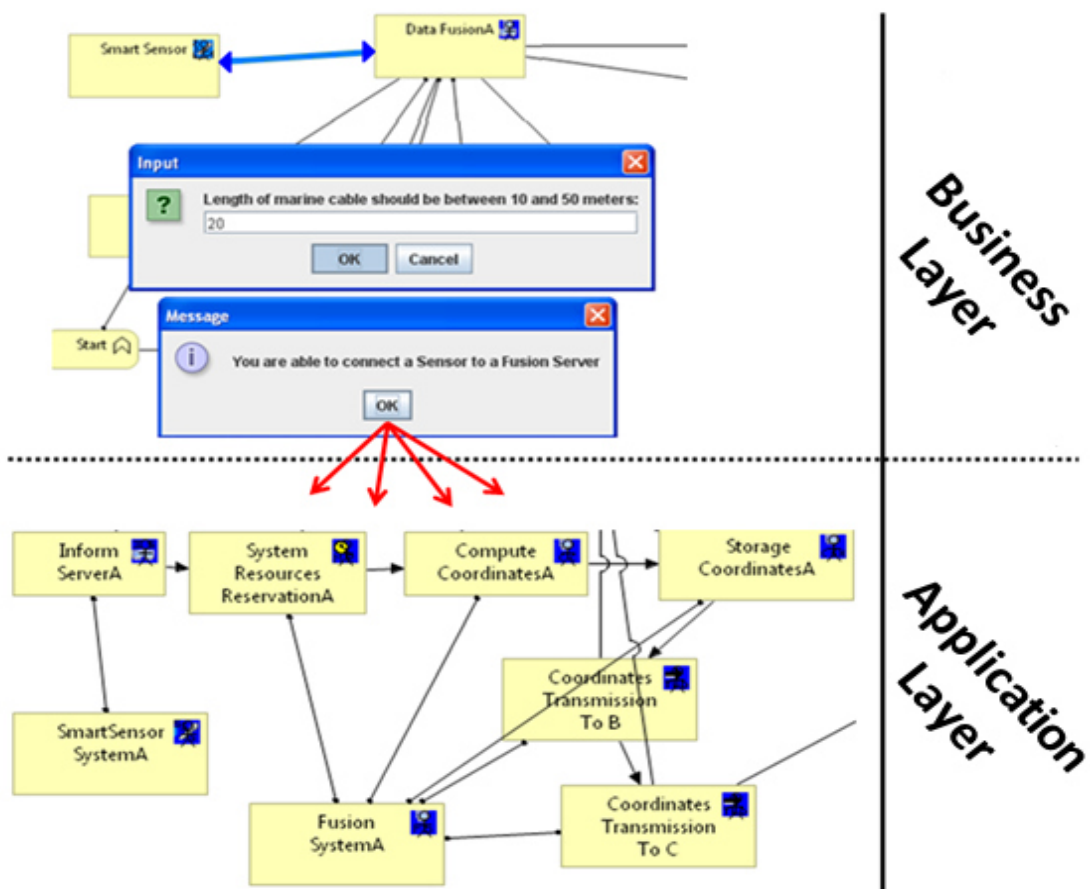 Smart Sensor
Data FusionA
Input
?
Length of marine cable should be between 10 and 50 meters:
20
OK
Cancel
Message
Start
i
You are able to connect a Sensor to a Fusion Server
OK
Business
Layer
Inform
ServerA
System
Resources
ReservationA
Compute
CoordinatesA
Storage
CoordinatesA
Coordinates
Transmission
To B
SmartSensor
SystemA
Fusion
SystemA
Coordinates
Transmission
To C
Application
Layer